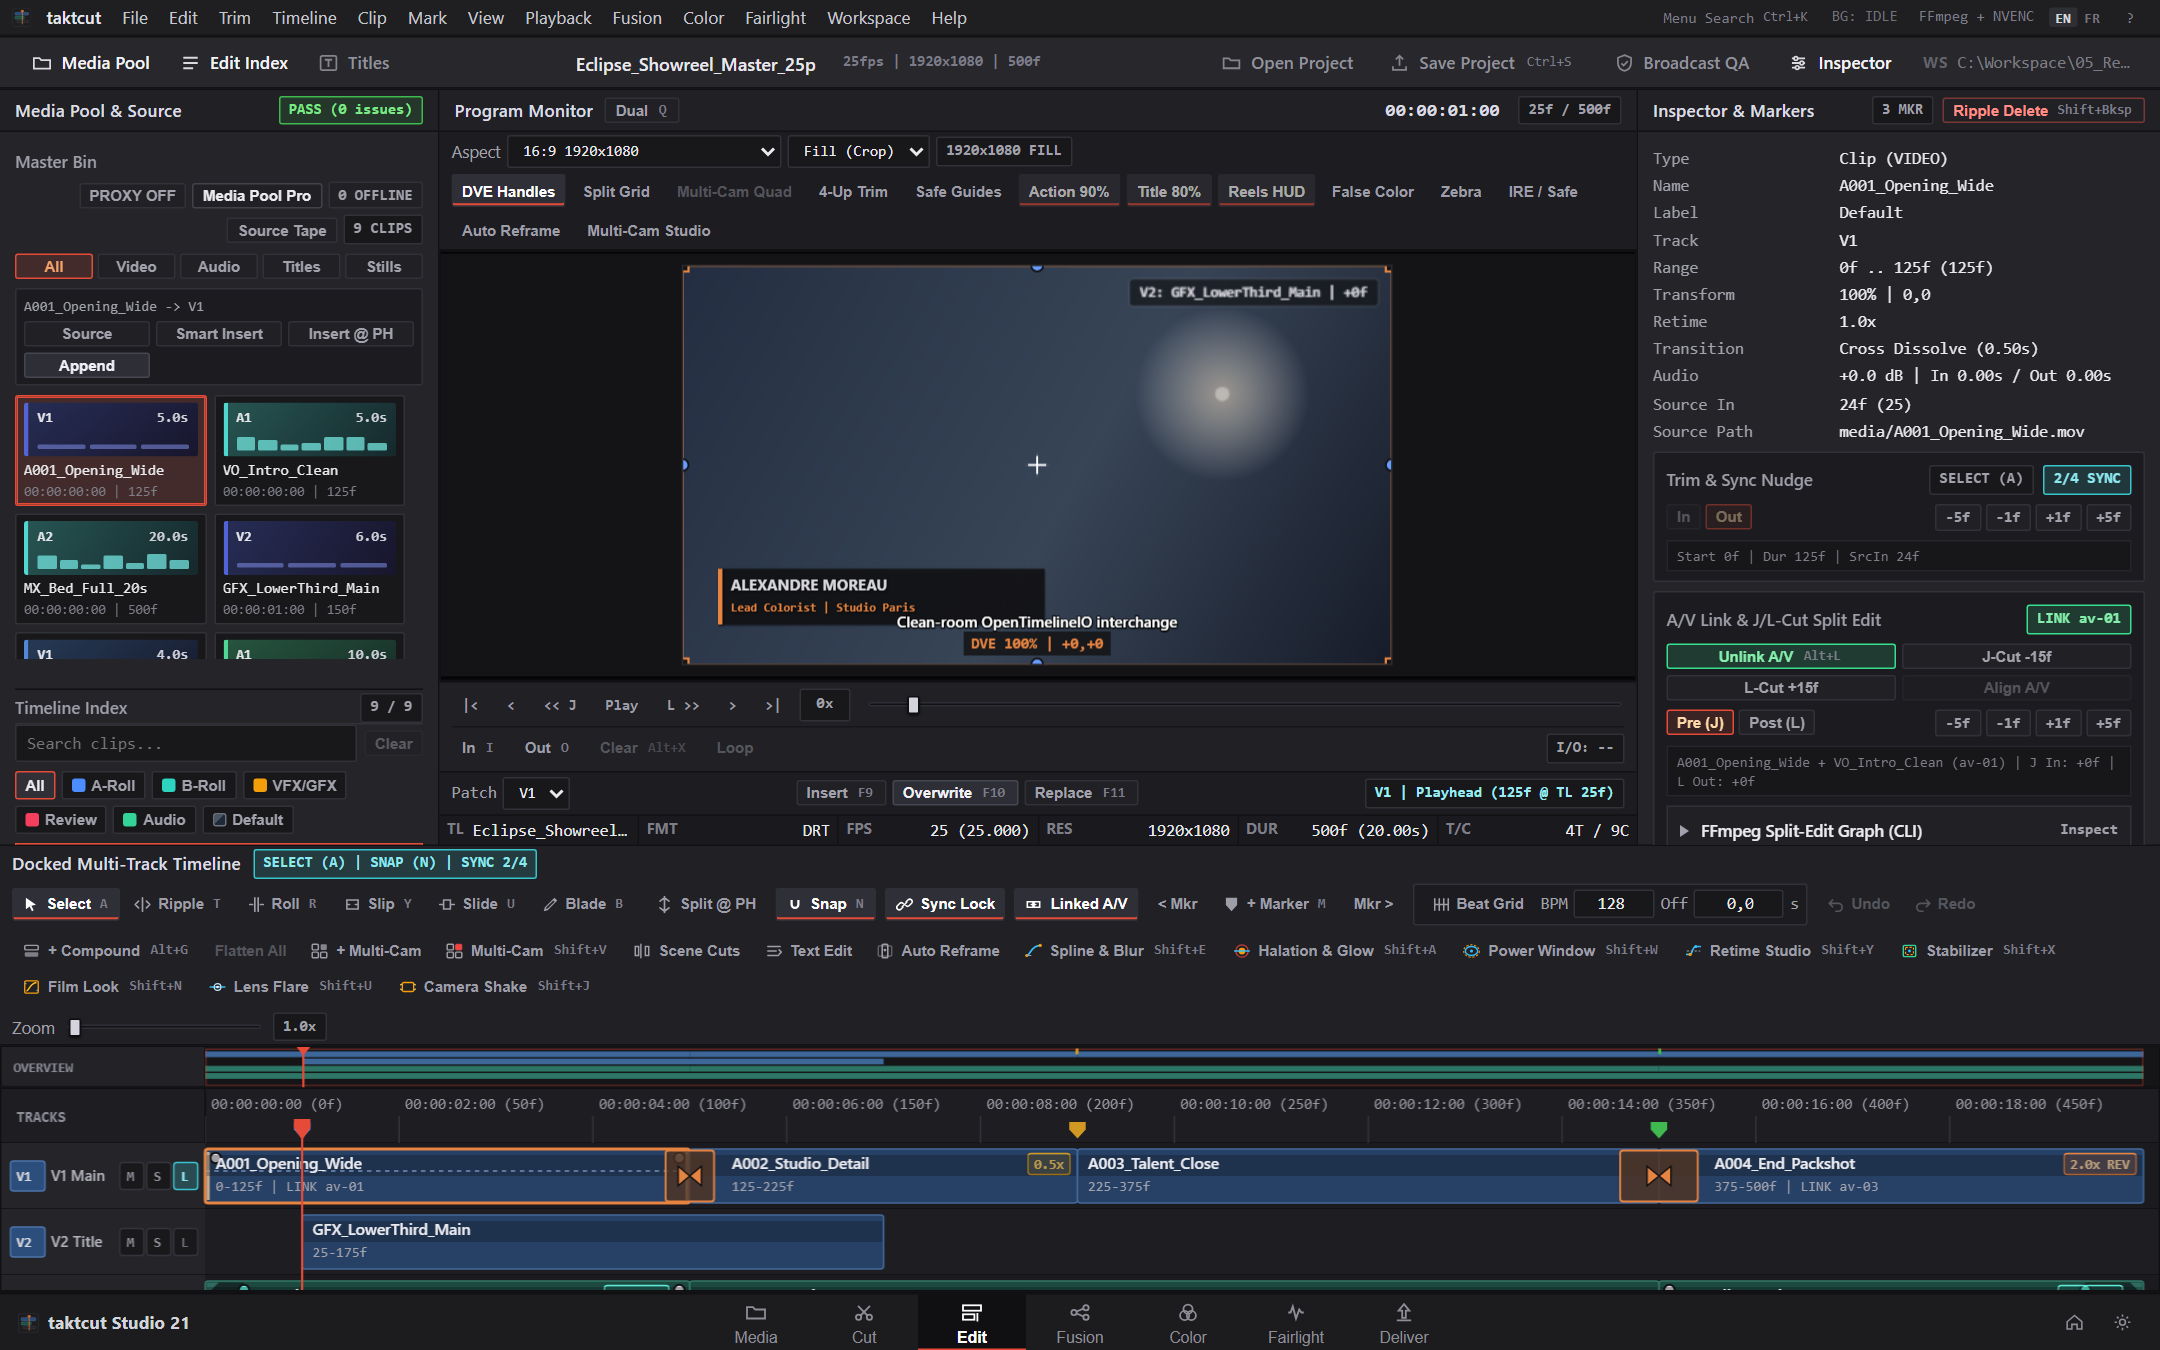 taktcut File Edit Trim Timeline Clip Mark View Playback Fusion Color Fairlight Workspace Help Menu Search Ctrl+K BG: IDLE FFmpeg + NVENC EN FR ?
Media Pool Edit Index Titles Eclipse_Showreel_Master_25p 25fps | 1920x1080 | 500f Open Project Save Project Ctrl+S Broadcast QA Inspector WS C:\Workspace\05_Re…
Media Pool & Source PASS (0 issues)
Master Bin
PROXY OFF Media Pool Pro 0 OFFLINE
Source Tape 9 CLIPS
All Video Audio Titles Stills
A001_Opening_Wide -> V1
Source Smart Insert Insert @ PH
Append
V1 5.0s
A001_Opening_Wide
00:00:00:00 | 125f
A1 5.0s
VO_Intro_Clean
00:00:00:00 | 125f
A2 20.0s
MX_Bed_Full_20s
00:00:00:00 | 500f
V2 6.0s
GFX_LowerThird_Main
00:00:01:00 | 150f
V1 4.0s
A1 10.0s
Timeline Index 9 / 9
Search clips... Clear
All A-Roll B-Roll VFX/GFX
Review Audio Default
Program Monitor Dual Q 00:00:01:00 25f / 500f
Aspect 16:9 1920x1080 Fill (Crop) 1920x1080 FILL
DVE Handles Split Grid Multi-Cam Quad 4-Up Trim Safe Guides Action 90% Title 80% Reels HUD False Color Zebra IRE / Safe
Auto Reframe Multi-Cam Studio
V2: GFX_LowerThird_Main | +0f
ALEXANDRE MOREAU
Lead Colorist | Studio Paris
Clean-room OpenTimelineIO interchange
DVE 100% | +0,+0
|< < << J Play L >> > >| 0x
In I Out O Clear Alt+X Loop I/O: --
Patch V1 Insert F9 Overwrite F10 Replace F11 V1 | Playhead (125f @ TL 25f)
TL Eclipse_Showreel… FMT DRT FPS 25 (25.000) RES 1920x1080 DUR 500f (20.00s) T/C 4T / 9C
Inspector & Markers 3 MKR Ripple Delete Shift+Bksp
Type Clip (VIDEO)
Name A001_Opening_Wide
Label Default
Track V1
Range 0f .. 125f (125f)
Transform 100% | 0,0
Retime 1.0x
Transition Cross Dissolve (0.50s)
Audio +0.0 dB | In 0.00s / Out 0.00s
Source In 24f (25)
Source Path media/A001_Opening_Wide.mov
Trim & Sync Nudge SELECT (A) 2/4 SYNC
In Out -5f -1f +1f +5f
Start 0f | Dur 125f | SrcIn 24f
A/V Link & J/L-Cut Split Edit LINK av-01
Unlink A/V Alt+L J-Cut -15f
L-Cut +15f Align A/V
Pre (J) Post (L) -5f -1f +1f +5f
A001_Opening_Wide + VO_Intro_Clean (av-01) | J In: +0f |
L Out: +0f
FFmpeg Split-Edit Graph (CLI) Inspect
Docked Multi-Track Timeline SELECT (A) | SNAP (N) | SYNC 2/4
Select A Ripple T Roll R Slip Y Slide U Blade B Split @ PH Snap N Sync Lock Linked A/V < Mkr + Marker M Mkr > Beat Grid BPM 128 Off 0,0 s Undo Redo
+ Compound Alt+G Flatten All + Multi-Cam Multi-Cam Shift+V Scene Cuts Text Edit Auto Reframe Spline & Blur Shift+E Halation & Glow Shift+A Power Window Shift+W Retime Studio Shift+Y Stabilizer Shift+X
Film Look Shift+N Lens Flare Shift+U Camera Shake Shift+J
Zoom 1.0x
OVERVIEW
TRACKS 00:00:00:00 (0f) 00:00:02:00 (50f) 00:00:04:00 (100f) 00:00:06:00 (150f) 00:00:08:00 (200f) 00:00:10:00 (250f) 00:00:12:00 (300f) 00:00:14:00 (350f) 00:00:16:00 (400f) 00:00:18:00 (450f)
V1 V1 Main M S L
A001_Opening_Wide
0-125f | LINK av-01
A002_Studio_Detail 0.5x
125-225f
A003_Talent_Close
225-375f
A004_End_Packshot 2.0x REV
375-500f | LINK av-03
V2 V2 Title M S L
GFX_LowerThird_Main
25-175f
taktcut Studio 21 Media Cut Edit Fusion Color Fairlight Deliver